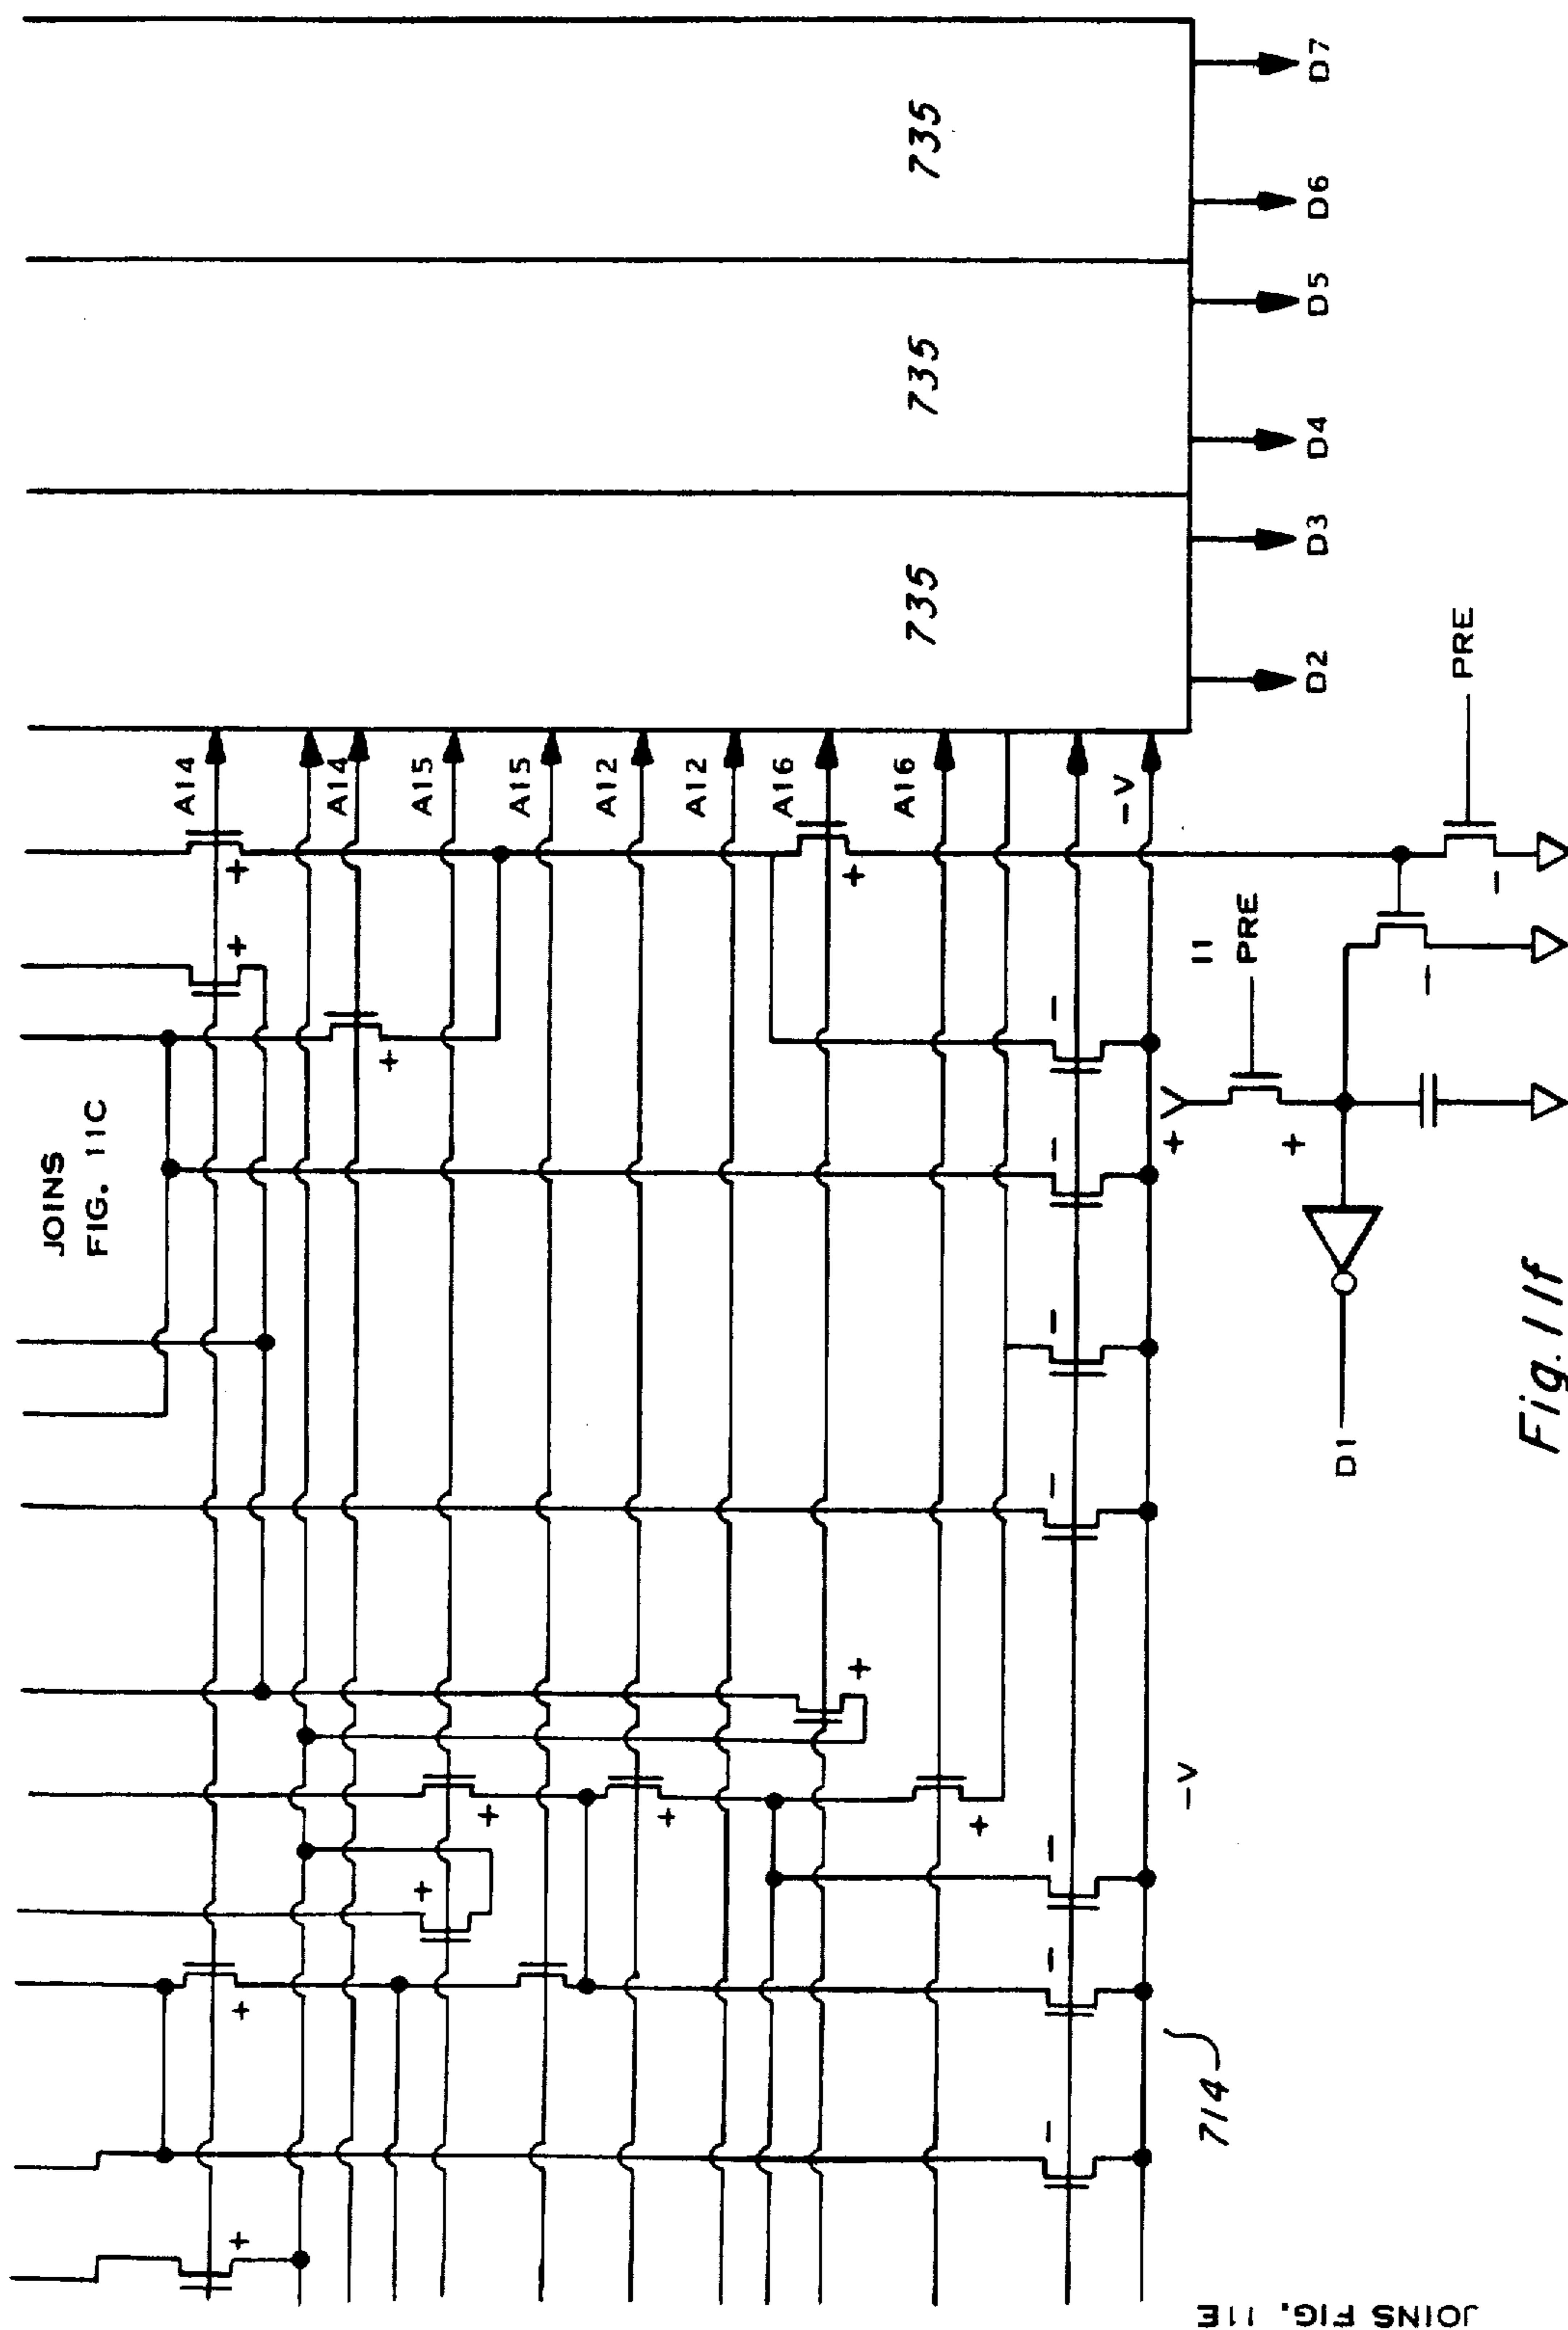 735
735
735
D7
D6
D5
D4
D3
D2
A14
A14
A15
A15
A12
A12
A16
A16
-V
PRE
11
PRE
JOINS
FIG. 11C
+
+
+
+
-
-
-
-
-
-
-
-
-
+
+
D1
Fig. 11f
+
+
+
+
+
+
+
-V
714
JOINS FIG. 11E